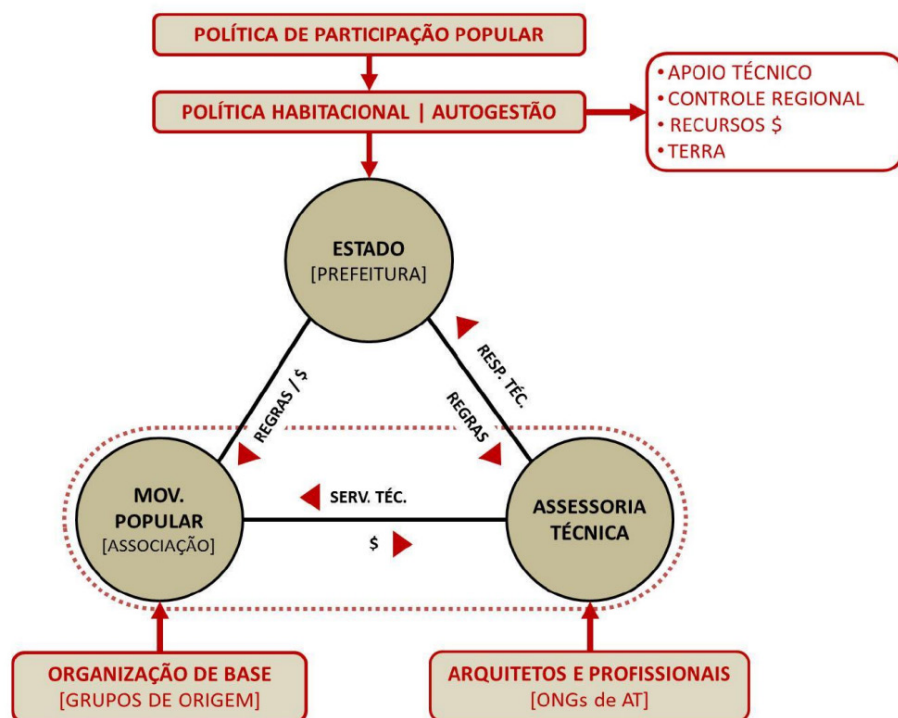 POLÍTICA DE PARTICIPAÇÃO POPULAR
POLÍTICA HABITACIONAL | AUTOGESTÃO
• APOIO TÉCNICO
• CONTROLE REGIONAL
• RECURSOS $
• TERRA
ESTADO
[PREFEITURA]
REGRAS / $
RESP. TÉC.
REGRAS
MOV.
POPULAR
[ASSOCIAÇÃO]
SERV. TÉC.
$
ASSESSORIA
TÉCNICA
ORGANIZAÇÃO DE BASE
[GRUPOS DE ORIGEM]
ARQUITETOS E PROFISSIONAIS
[ONGs de AT]